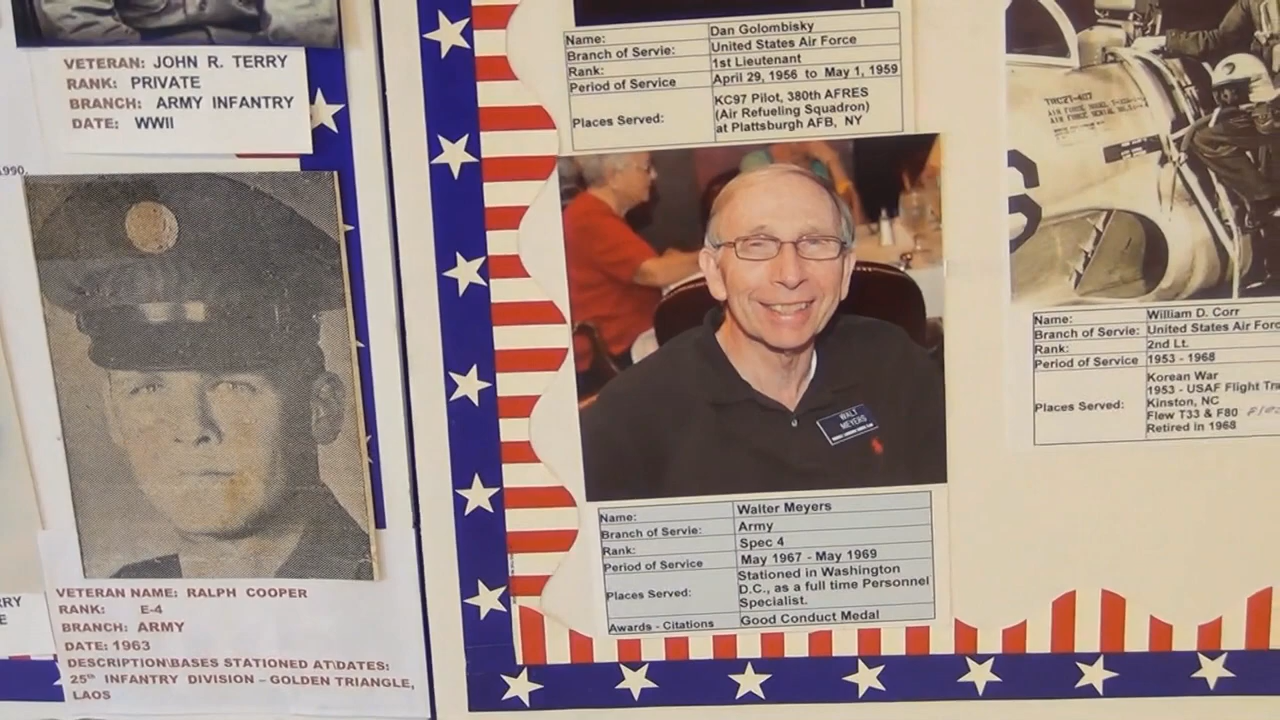 VETERAN: JOHN R. TERRY
RANK: PRIVATE
BRANCH: ARMY INFANTRY
DATE: WWII
1990.
VETERAN NAME: RALPH COOPER
RANK: E-4
BRANCH: ARMY
DATE: 1963
DESCRIPTION\BASES STATIONED AT\DATES:
25th INFANTRY DIVISION – GOLDEN TRIANGLE,
LAOS
Name: Dan Golombisky
Branch of Servie: United States Air Force
Rank: 1st Lieutenant
Period of Service April 29, 1956 to May 1, 1959
Places Served: KC97 Pilot, 380th AFRES
(Air Refueling Squadron)
at Plattsburgh AFB, NY
WALT
MEYERS
Name: Walter Meyers
Branch of Servie: Army
Rank: Spec 4
Period of Service May 1967 - May 1969
Places Served: Stationed in Washington
D.C., as a full time Personnel
Specialist.
Awards - Citations Good Conduct Medal
Name: William D. Corr
Branch of Servie: United States Air Forc
Rank: 2nd Lt.
Period of Service 1953 - 1968
Places Served: Korean War
1953 - USAF Flight Tra
Kinston, NC
Flew T33 & F80
Retired in 1968